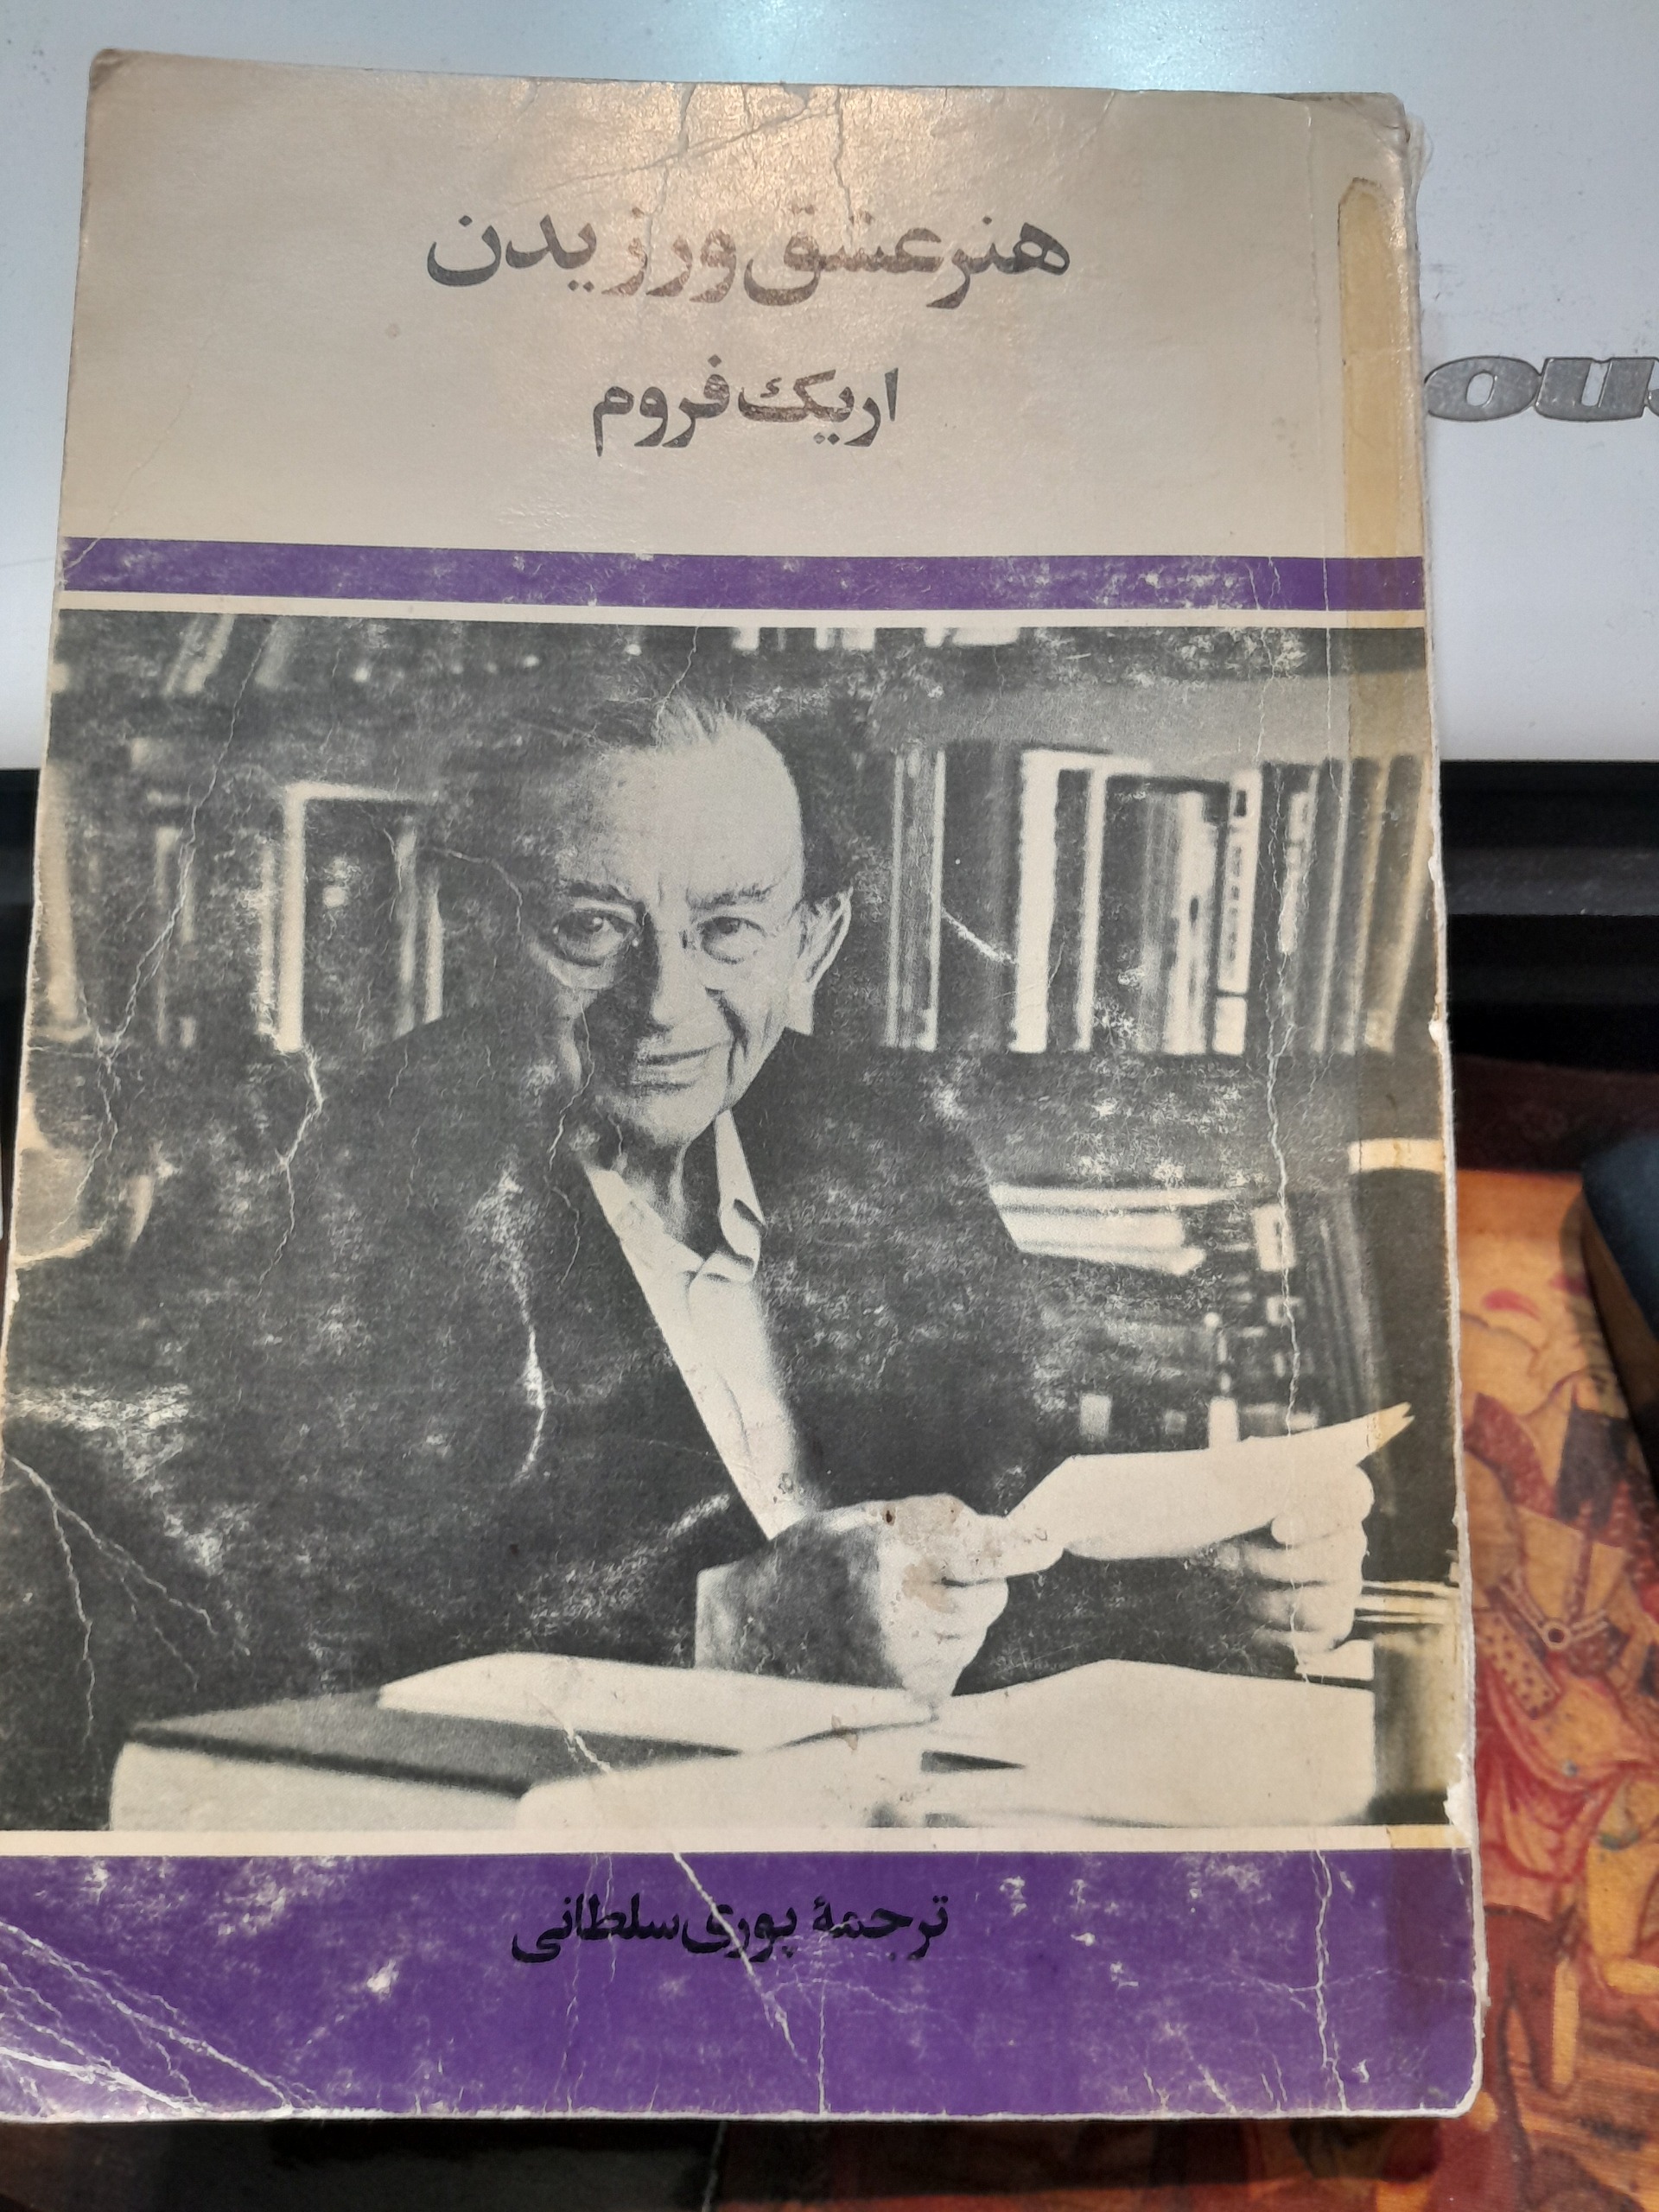 هنر عشق ورزیدن
اریک فروم
ترجمهٔ پوری سلطانی